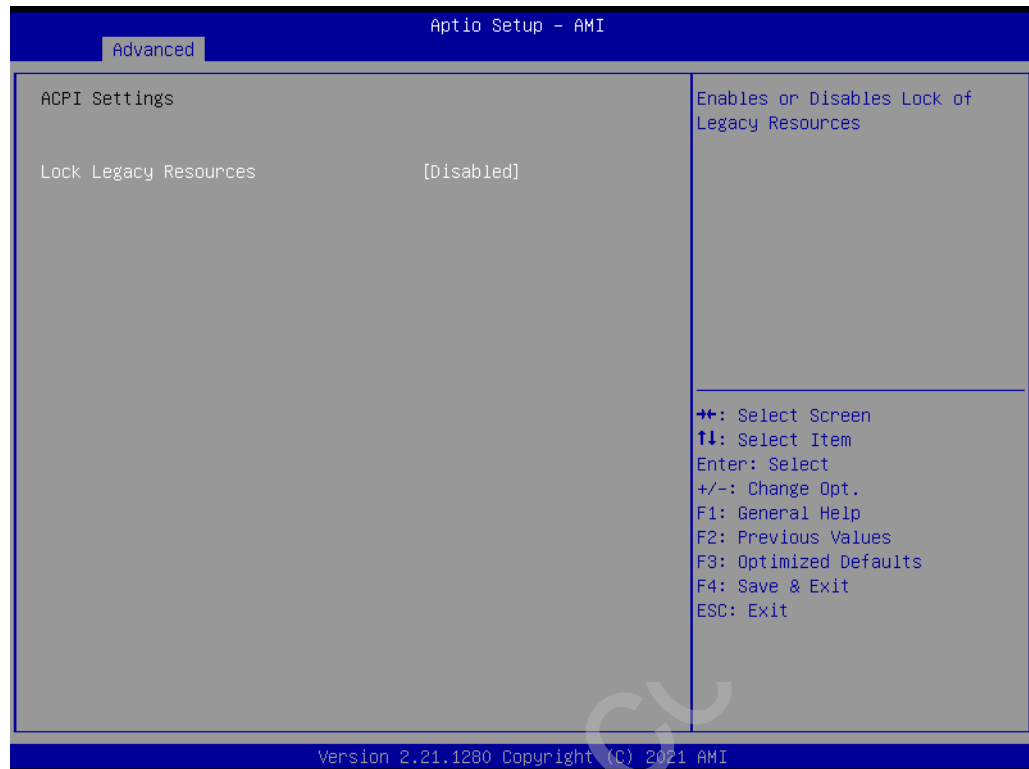 Aptio Setup – AMI
Advanced
ACPI Settings
Lock Legacy Resources [Disabled]
Enables or Disables Lock of
Legacy Resources
→←: Select Screen
↑↓: Select Item
Enter: Select
+/-: Change Opt.
F1: General Help
F2: Previous Values
F3: Optimized Defaults
F4: Save & Exit
ESC: Exit
Version 2.21.1280 Copyright (C) 2021 AMI